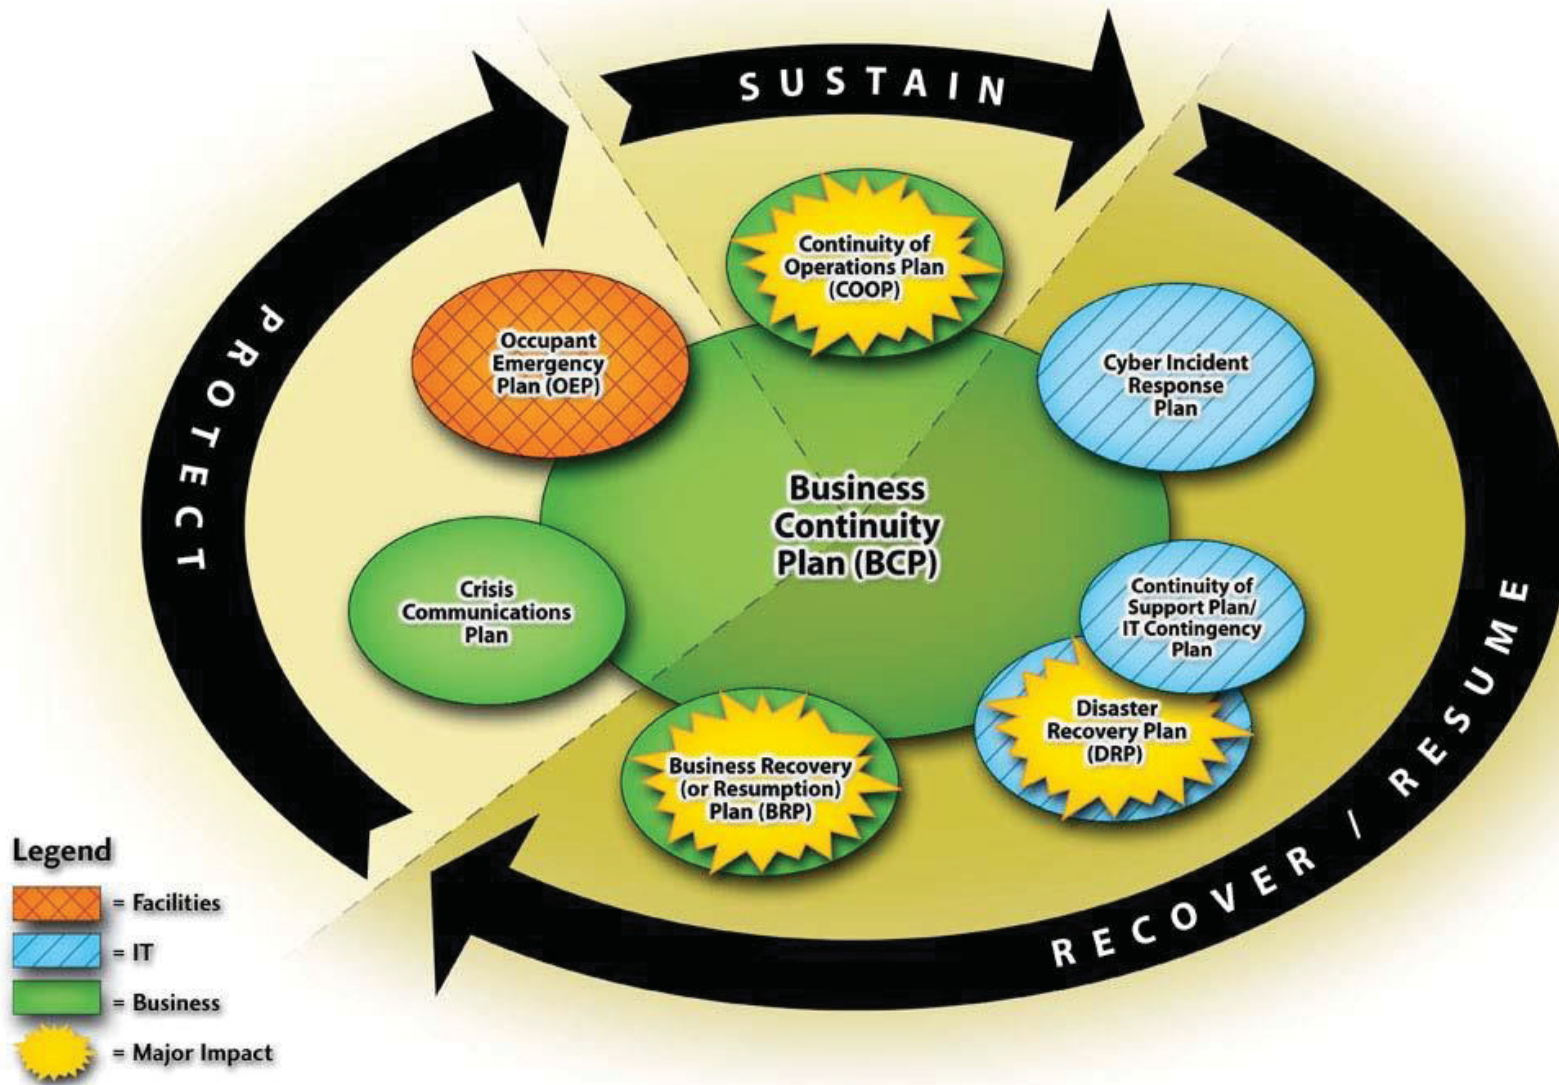 SUSTAIN
PROTECT
Continuity of
Operations Plan
(COOP)
Occupant
Emergency
Plan (OEP)
Cyber Incident
Response
Plan
Business
Continuity
Plan (BCP)
Crisis
Communications
Plan
Continuity of
Support Plan/
IT Contingency
Plan
Disaster
Recovery Plan
(DRP)
Business Recovery
(or Resumption)
Plan (BRP)
RECOVER / RESUME
Legend
= Facilities
= IT
= Business
= Major Impact